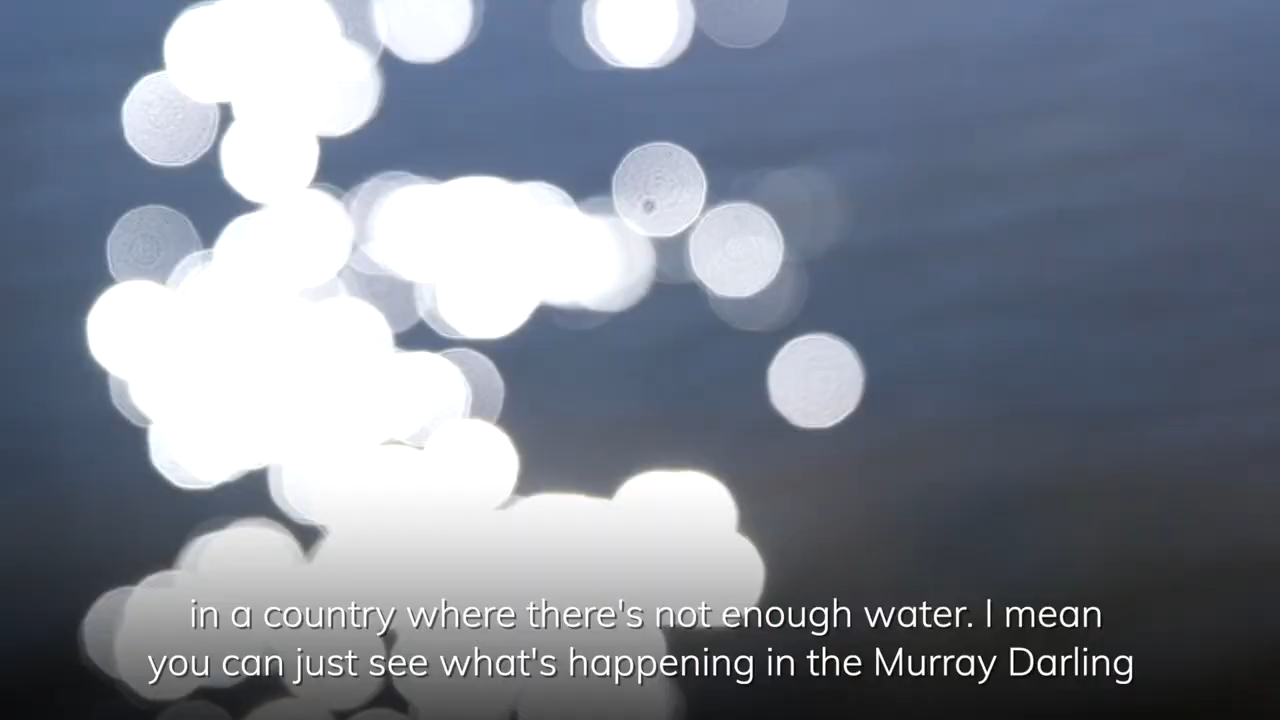 in a country where there's not enough water. I mean
you can just see what's happening in the Murray Darling